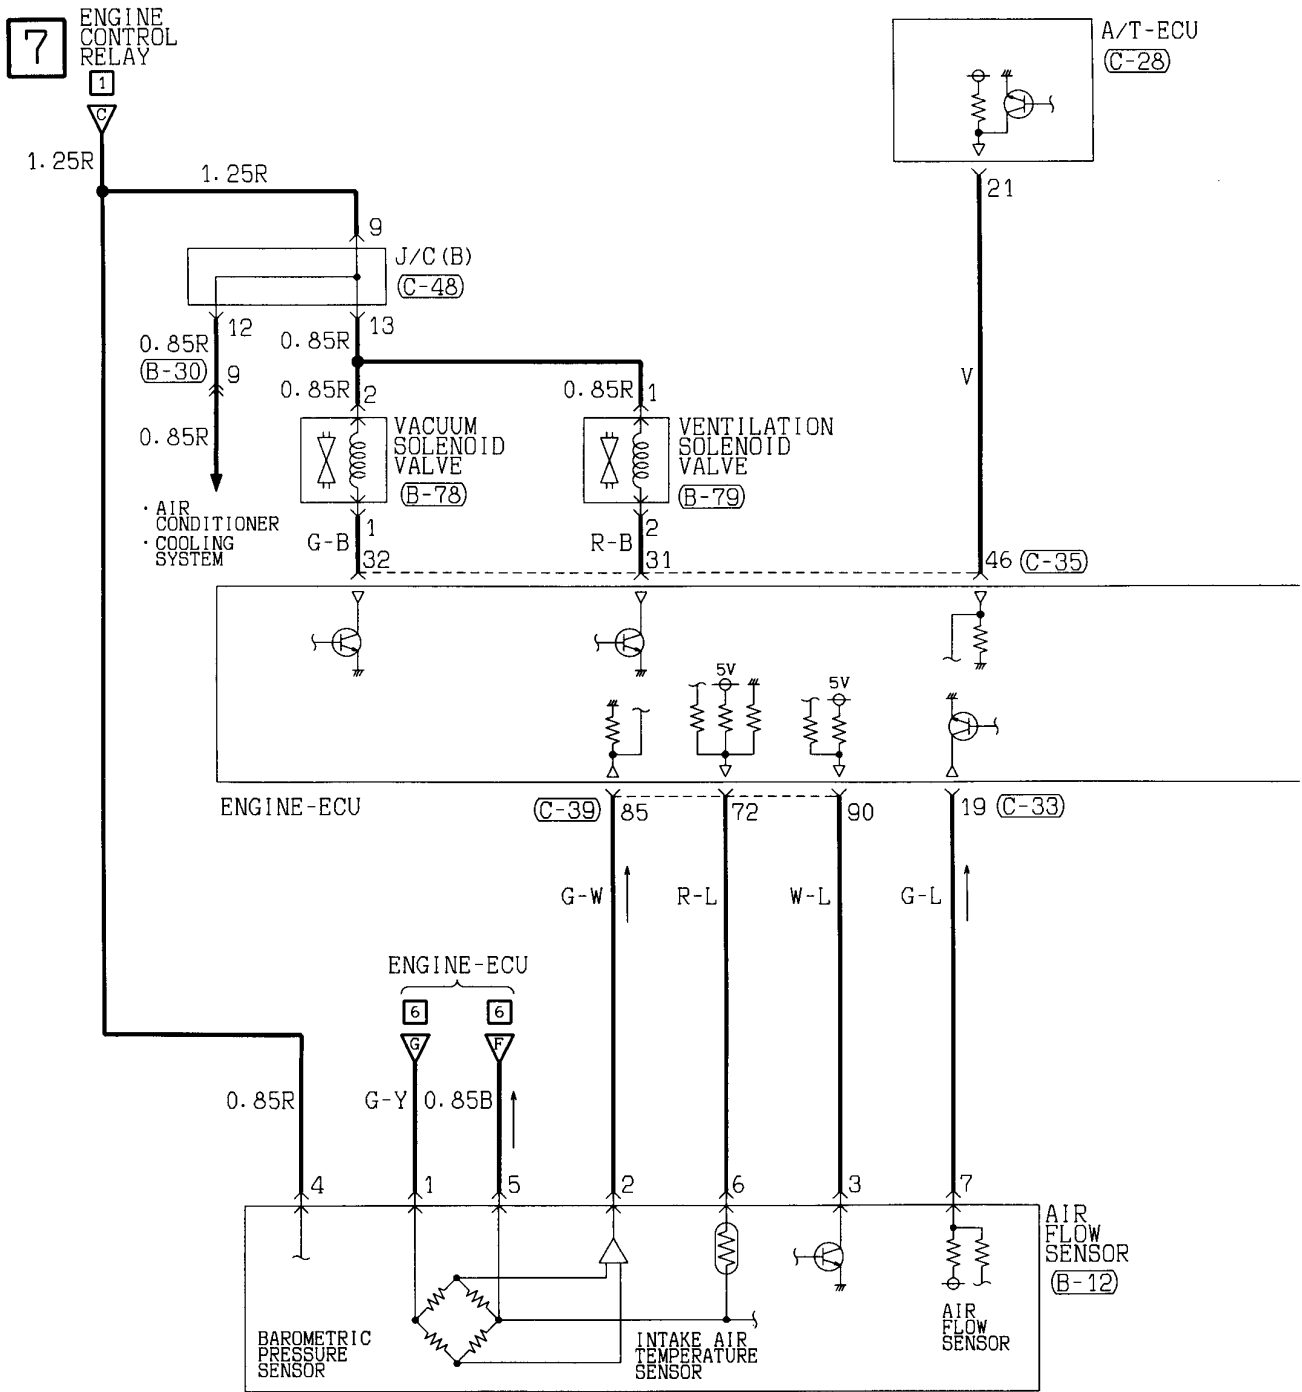 7
ENGINE
CONTROL
RELAY
1
C
1.25R
1.25R
9
J/C(B)
C-48
12
13
0.85R
0.85R
B-30
9
0.85R
2
0.85R
1
0.85R
VACUUM
SOLENOID
VALVE
B-78
VENTILATION
SOLENOID
VALVE
B-79
· AIR
CONDITIONER
· COOLING
SYSTEM
1
G-B
32
2
R-B
31
A/T-ECU
C-28
21
V
46
C-35
5V
5V
ENGINE-ECU
C-39
85
72
90
19
C-33
G-W
R-L
W-L
G-L
ENGINE-ECU
6
6
G
F
0.85R
G-Y
0.85B
4
1
5
2
6
3
7
AIR
FLOW
SENSOR
B-12
BAROMETRIC
PRESSURE
SENSOR
INTAKE AIR
TEMPERATURE
SENSOR
AIR
FLOW
SENSOR